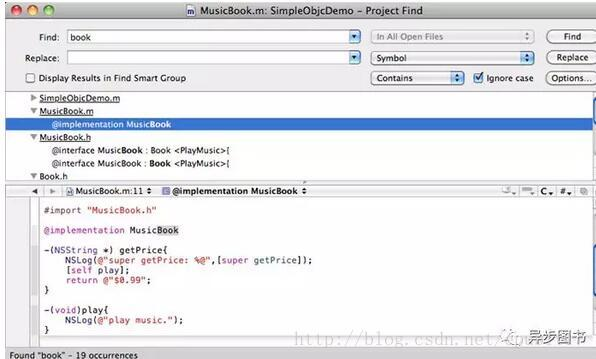 MusicBook.m: SimpleObjcDemo – Project Find
Find: book In All Open Files Find
Replace: Symbol Replace
Display Results in Find Smart Group Contains Ignore case Options...
SimpleObjcDemo.m
MusicBook.m
@implementation MusicBook
MusicBook.h
@interface MusicBook : Book <PlayMusic>{
@interface MusicBook : Book <PlayMusic>{
Book.h
MusicBook.m:11 C @implementation MusicBook C #
#import "MusicBook.h"
@implementation MusicBook
-(NSString *) getPrice{
NSLog(@"super getPrice: %@",[super getPrice]);
[self play];
return @"$0.99";
}
-(void)play{
NSLog(@"play music.");
}
http://blog.csdn.net/
异步图书
Found "book" – 19 occurrences